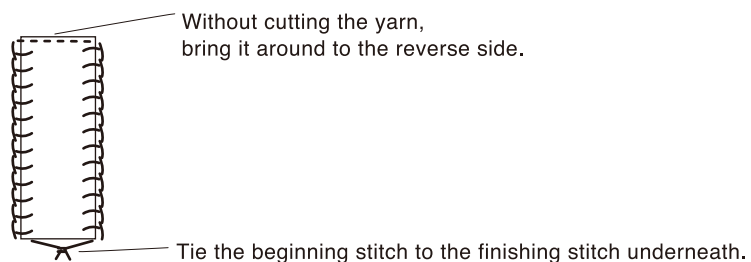 Without cutting the yarn,
bring it around to the reverse side.
Tie the beginning stitch to the finishing stitch underneath.